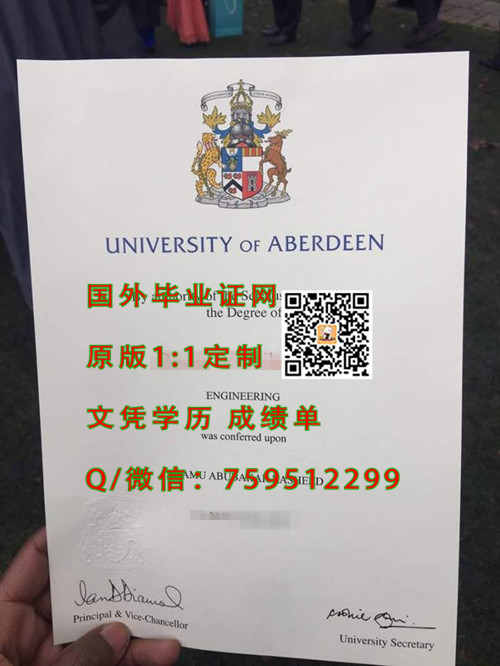 UNIVERSITY OF ABERDEEN
国外毕业证网
the Degree of
原版1:1定制
ENGINEERING
文凭学历 成绩单
was conferred upon
Q/微信：759512299
ABUBAKAR
Principal & Vice-Chancellor
University Secretary